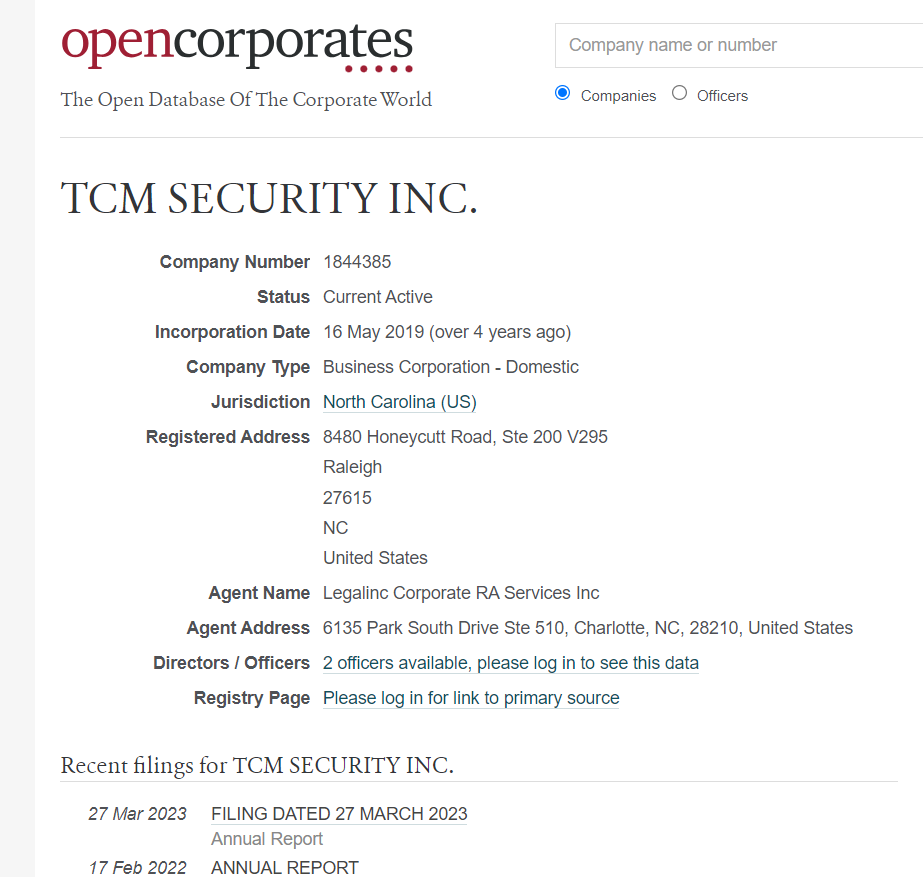 opencorporates
Company name or number
The Open Database Of The Corporate World
Companies Officers
TCM SECURITY INC.
Company Number 1844385
Status Current Active
Incorporation Date 16 May 2019 (over 4 years ago)
Company Type Business Corporation - Domestic
Jurisdiction North Carolina (US)
Registered Address 8480 Honeycutt Road, Ste 200 V295
Raleigh
27615
NC
United States
Agent Name Legalinc Corporate RA Services Inc
Agent Address 6135 Park South Drive Ste 510, Charlotte, NC, 28210, United States
Directors / Officers 2 officers available, please log in to see this data
Registry Page Please log in for link to primary source
Recent filings for TCM SECURITY INC.
27 Mar 2023 FILING DATED 27 MARCH 2023
Annual Report
17 Feb 2022 ANNUAL REPORT